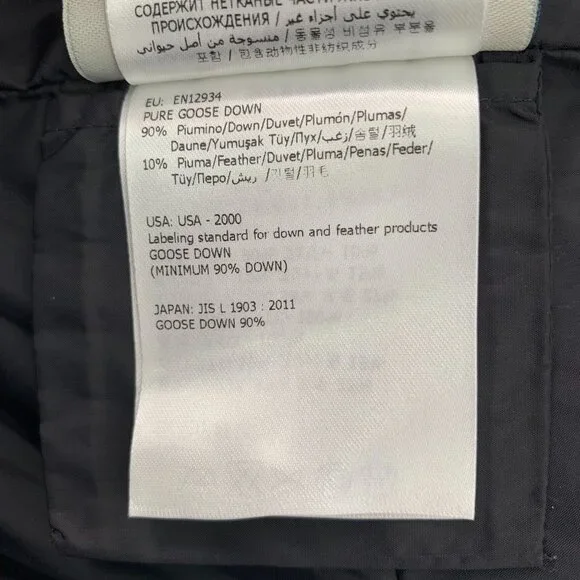 СОДЕРЖИТ НЕТКАНЫЕ
ПРОИСХОЖДЕНИЯ / يحتوي على أجزاء غير
منسوجة من أصل حيواني / 동물성 비섬유 부분을
포함 / 包含动物性非纺织成分
EU: EN12934
PURE GOOSE DOWN
90% Piumino/Down/Duvet/Plumón/Plumas/
Daune/Yumuşak Tüy/Пух/زغب/솜털/羽绒
10% Piuma/Feather/Duvet/Pluma/Penas/Feder/
Tüy/Перо/ريش/깃털/羽毛
USA: USA - 2000
Labeling standard for down and feather products
GOOSE DOWN
(MINIMUM 90% DOWN)
JAPAN: JIS L 1903 : 2011
GOOSE DOWN 90%